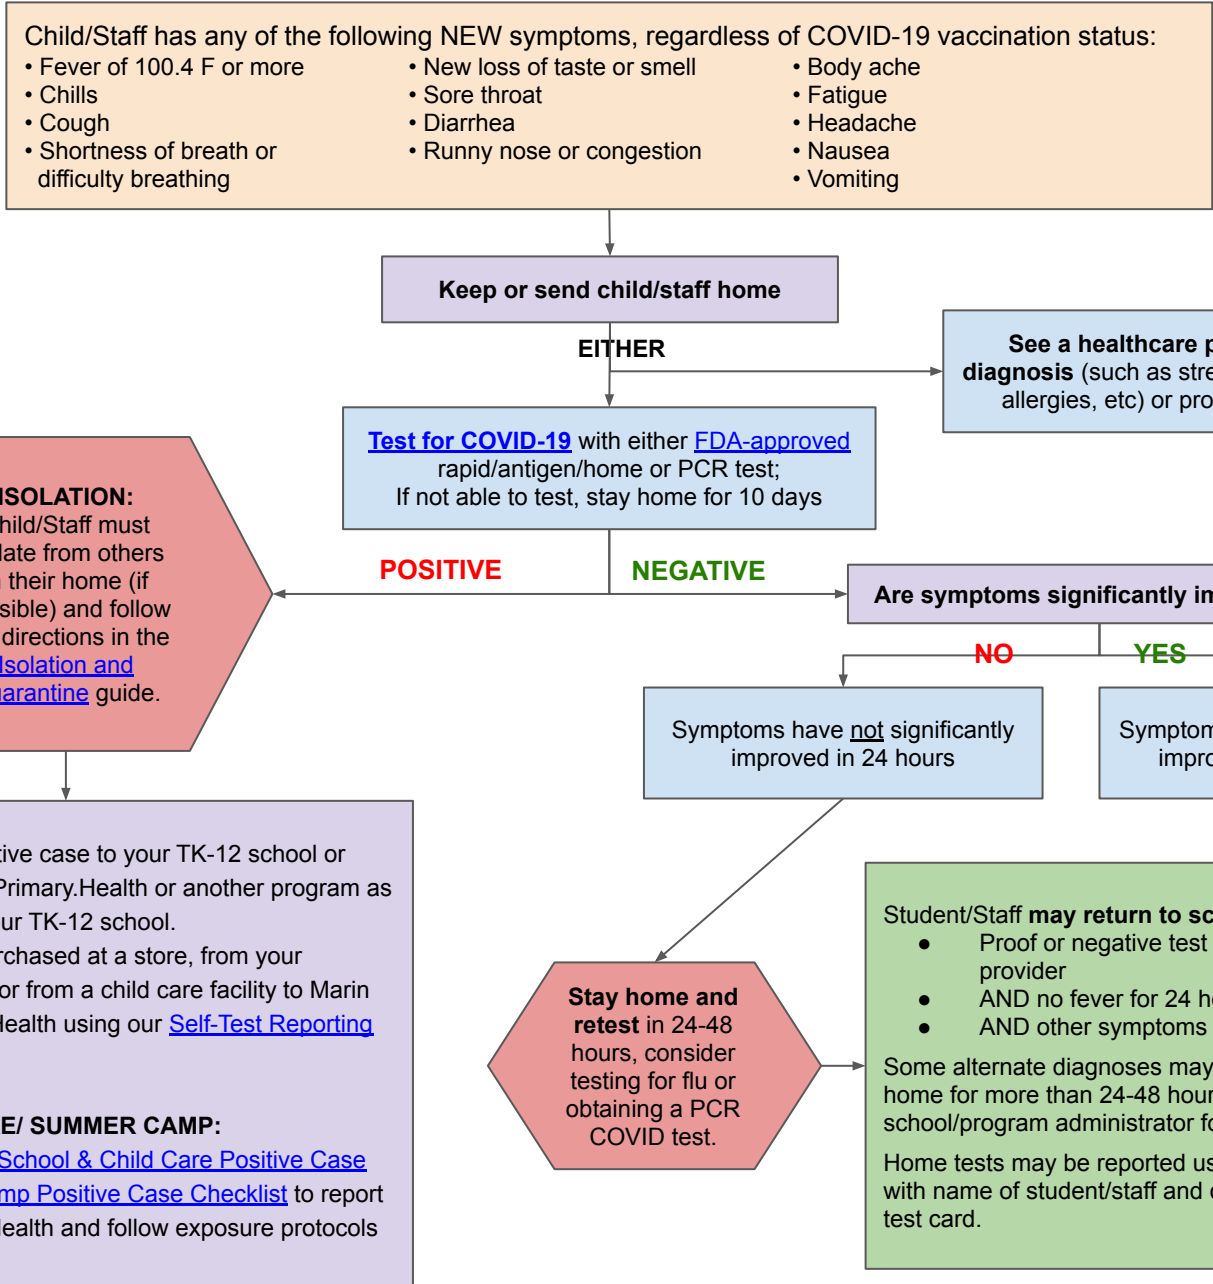 Child/Staff has any of the following NEW symptoms, regardless of COVID-19 vaccination status:
• Fever of 100.4 F or more
• Chills
• Cough
• Shortness of breath or
difficulty breathing
• New loss of taste or smell
• Sore throat
• Diarrhea
• Runny nose or congestion
• Body ache
• Fatigue
• Headache
• Nausea
• Vomiting
Keep or send child/staff home
EITHER
See a healthcare
diagnosis (such as
allergies, etc) or
Test for COVID-19 with either FDA-approved
rapid/antigen/home or PCR test;
If not able to test, stay home for 10 days
POSITIVE
NEGATIVE
ISOLATION:
hild/Staff must
late from others
their home (if
sible) and follow
directions in the
Isolation and
arantine guide.
Are symptoms significantly
NO
YES
Symptoms have not significantly
improved in 24 hours
Symptom
impro
tive case to your TK-12 school or
Primary.Health or another program as
ur TK-12 school.
rchased at a store, from your
or from a child care facility to Marin
Health using our Self-Test Reporting
E/ SUMMER CAMP:
School & Child Care Positive Case
mp Positive Case Checklist to report
Health and follow exposure protocols
Stay home and
retest in 24-48
hours, consider
testing for flu or
obtaining a PCR
COVID test.
Student/Staff may return to sc
● Proof or negative test
provider
● AND no fever for 24 h
● AND other symptoms
Some alternate diagnoses may
home for more than 24-48 hour
school/program administrator fo
Home tests may be reported us
with name of student/staff and
test card.